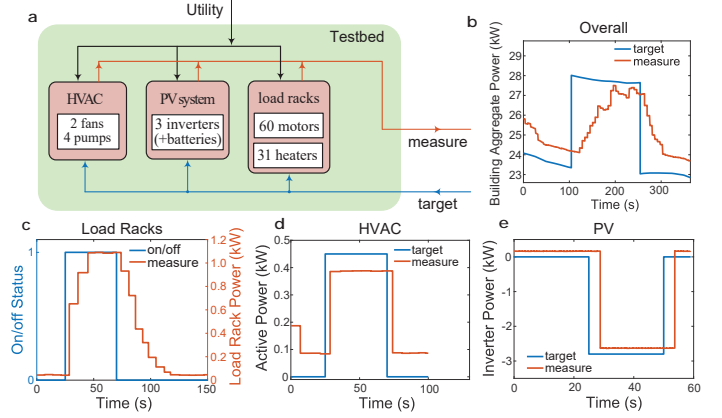 a
Utility
Testbed
HVAC
2 fans
4 pumps
PV system
3 inverters
(+batteries)
load racks
60 motors
31 heaters
measure
target
b
Overall
Building Aggregate Power (kW)
28
27
26
25
24
23
target
measure
0
100
200
300
Time (s)
c
Load Racks
On/off Status
1
0
on/off
measure
1.2
1.0
0.8
0.6
0.4
0.2
0
Load Rack Power (kW)
0
50
100
150
Time (s)
d
HVAC
Active Power (kW)
0.5
0.4
0.2
0
target
measure
0
50
100
Time (s)
e
PV
Inverter Power (kW)
0
-1
-2
-3
target
measure
0
20
40
60
Time (s)